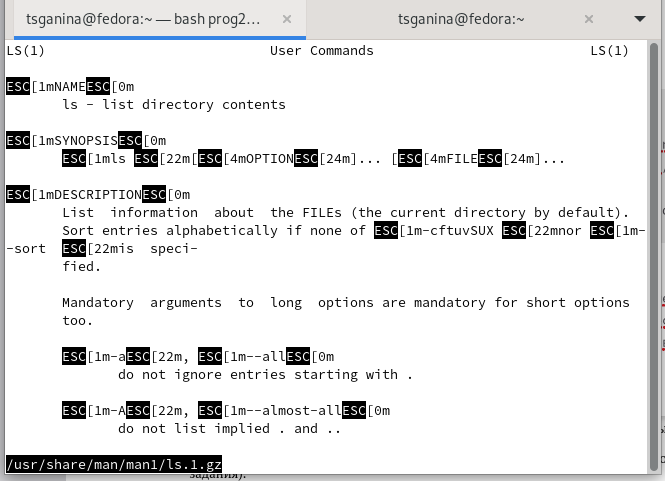 tsganina@fedora:~ — bash prog2...
tsganina@fedora:~
LS(1) User Commands LS(1)
ESC[1mNAMEESC[0m
ls - list directory contents
ESC[1mSYNOPSISESC[0m
ESC[1mls ESC[22m[ESC[4mOPTIONESC[24m]... [ESC[4mFILEESC[24m]...
ESC[1mDESCRIPTIONESC[0m
List information about the FILEs (the current directory by default).
Sort entries alphabetically if none of ESC[1m-cftuvSUX ESC[22mnor ESC[1m-
-sort ESC[22mis speci-
fied.
Mandatory arguments to long options are mandatory for short options
too.
ESC[1m-aESC[22m, ESC[1m--allESC[0m
do not ignore entries starting with .
ESC[1m-AESC[22m, ESC[1m--almost-allESC[0m
do not list implied . and ..
/usr/share/man/man1/ls.1.gz
задания).